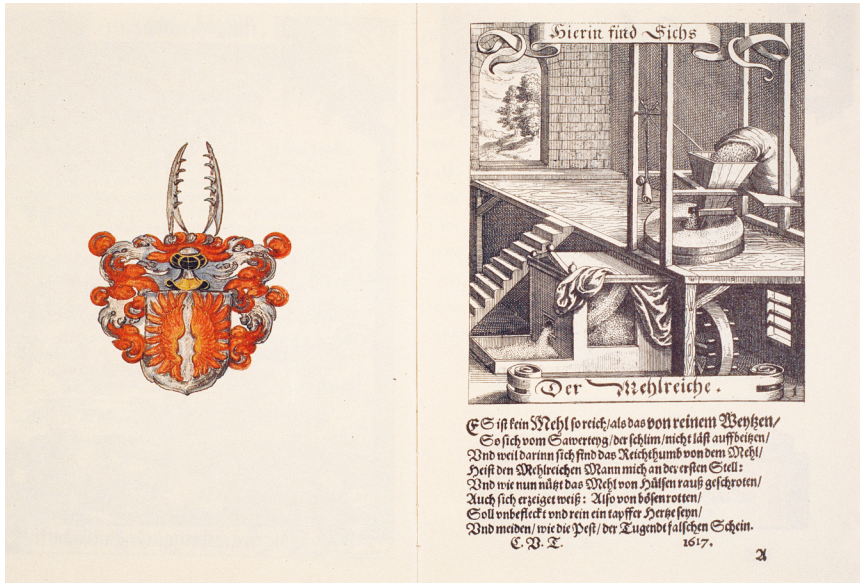 Hierin find Sichs
Der Mehlreiche.
ES ist kein Mehl so reich/als das von reinem Weytzen/
So sich vom Sawerteyg/der schlim/nicht läst auffbeitzen/
Vnd weil darinn sich find das Reichthumb von dem Mehl/
Heist den Mehlreichen Mann mich an der ersten Stell:
Vnd wie nun nützt das Mehl von Hülsen rauß geschroten/
Auch sich erzeiget weiß: Also von bösen rotten/
Soll vnbefleckt vnd rein ein tapffer Hertze seyn/
Vnd meiden/wie die Pest/der Tugendt falschen Schein.
C. V. T. 1617.
A